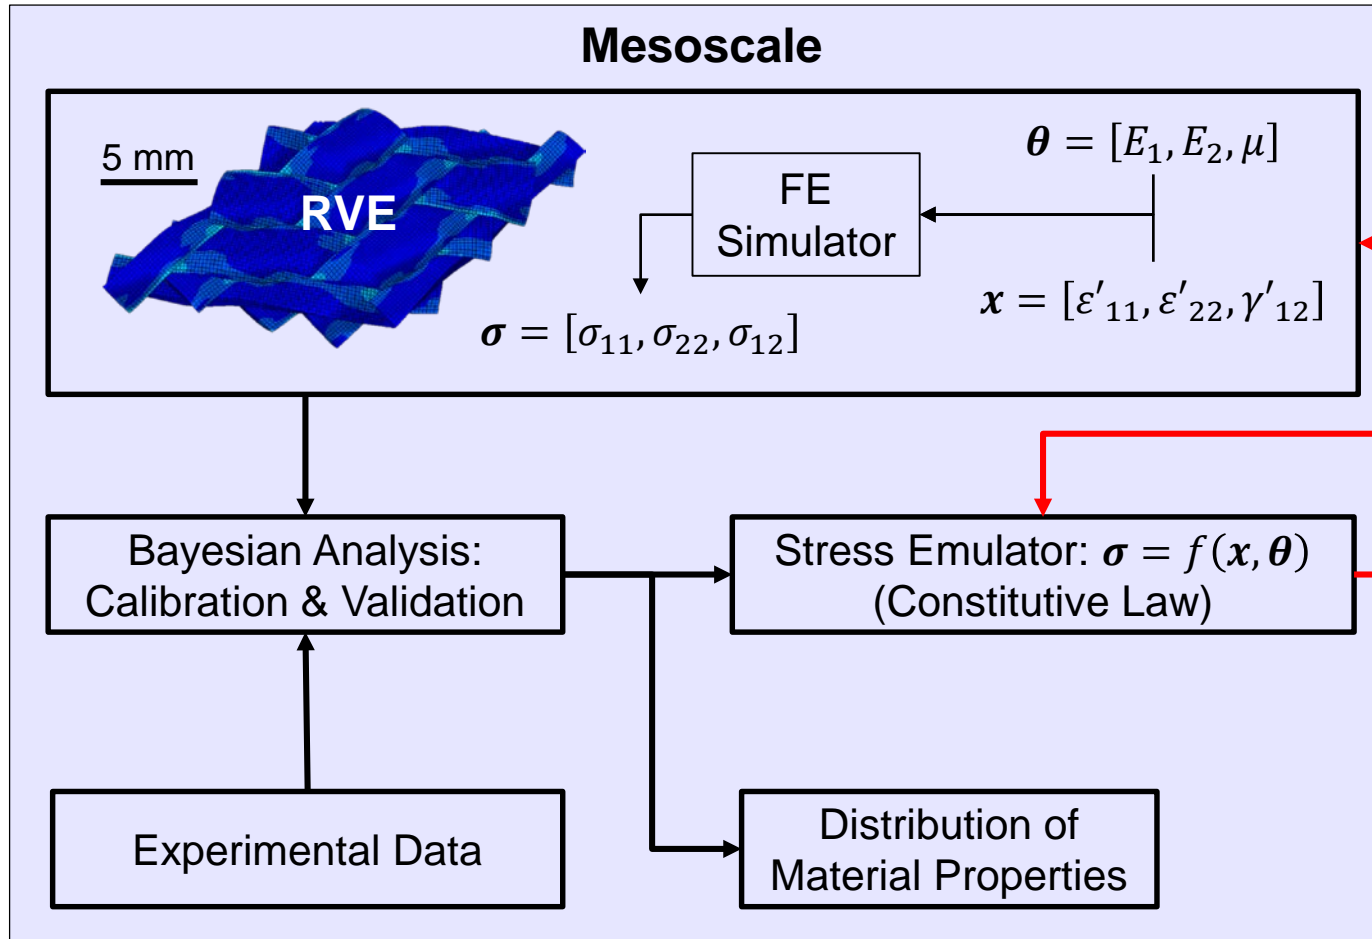 Mesoscale
5 mm
RVE
FE
Simulator
𝜽 = [𝐸₁, 𝐸₂, 𝜇]
𝒙 = [𝜀′₁₁, 𝜀′₂₂, 𝛾′₁₂]
𝝈 = [𝜎₁₁, 𝜎₂₂, 𝜎₁₂]
Bayesian Analysis:
Calibration & Validation
Stress Emulator: 𝝈 = 𝑓(𝒙, 𝜽)
(Constitutive Law)
Experimental Data
Distribution of
Material Properties